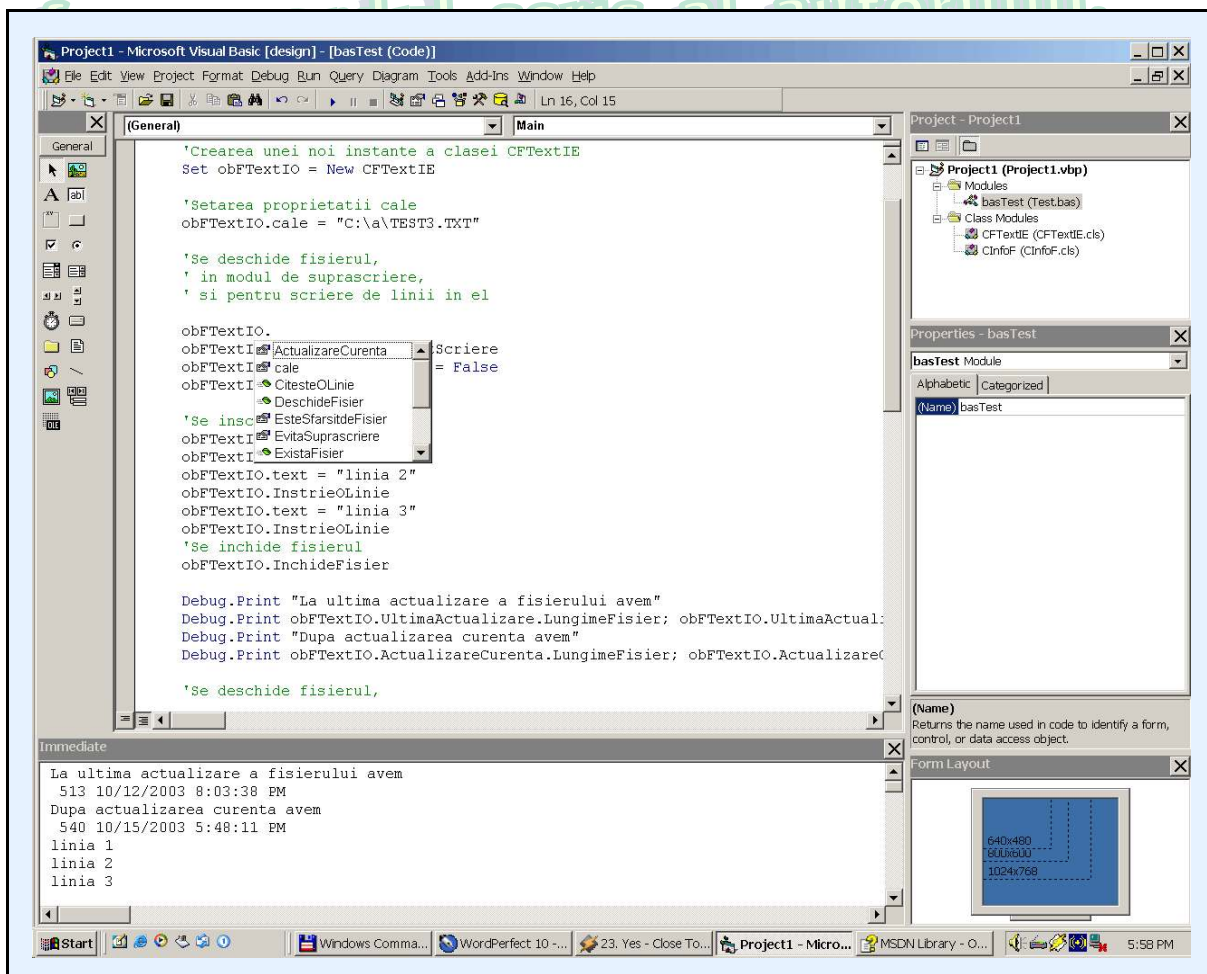 Project1 - Microsoft Visual Basic [design] - [basTest (Code)]
File Edit View Project Format Debug Run Query Diagram Tools Add-Ins Window Help
Ln 16, Col 15
General
(General)
Main
'Crearea unei noi instante a clasei CFTextIE
Set obFTextIO = New CFTextIE
'Setarea proprietatii cale
obFTextIO.cale = "C:\a\TEST3.TXT"
'Se deschide fisierul,
' in modul de suprascriere,
' si pentru scriere de linii in el
obFTextIO.
obFTextI
Scriere
obFTextI
= False
obFTextI
ActualizareCurenta
cale
CitesteOLinie
DeschideFisier
EsteSfarsitdeFisier
EvitaSuprascriere
ExistaFisier
'Se insc
obFTextI
obFTextI
obFTextIO.text = "linia 2"
obFTextIO.InstrieOLinie
obFTextIO.text = "linia 3"
obFTextIO.InstrieOLinie
'Se inchide fisierul
obFTextIO.InchideFisier
Debug.Print "La ultima actualizare a fisierului avem"
Debug.Print obFTextIO.UltimaActualizare.LungimeFisier; obFTextIO.UltimaActuali
Debug.Print "Dupa actualizarea curenta avem"
Debug.Print obFTextIO.ActualizareCurenta.LungimeFisier; obFTextIO.Actualizare
'Se deschide fisierul,
Project - Project1
Project1 (Project1.vbp)
Modules
basTest (Test.bas)
Class Modules
CFTextIE (CFTextIE.cls)
CInfoF (CInfoF.cls)
Properties - basTest
basTest Module
Alphabetic Categorized
(Name) basTest
(Name)
Returns the name used in code to identify a form,
control, or data access object.
Immediate
La ultima actualizare a fisierului avem
513 10/12/2003 8:03:38 PM
Dupa actualizarea curenta avem
540 10/15/2003 5:48:11 PM
linia 1
linia 2
linia 3
Form Layout
640x480
800x600
1024x768
Start
Windows Comma...
WordPerfect 10 -...
23. Yes - Close To...
Project1 - Micro...
MSDN Library - O...
5:58 PM